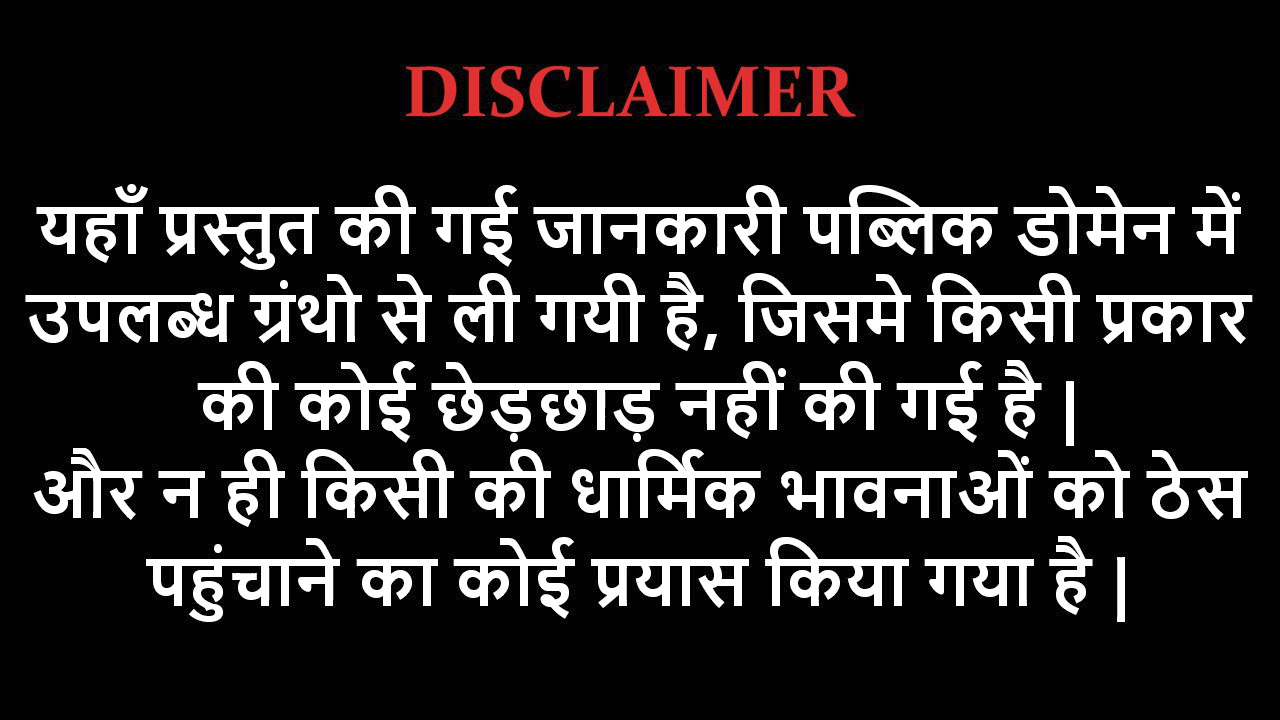 DISCLAIMER
यहाँ प्रस्तुत की गई जानकारी पब्लिक डोमेन में
उपलब्ध ग्रंथो से ली गयी है, जिसमे किसी प्रकार
की कोई छेड़छाड़ नहीं की गई है |
और न ही किसी की धार्मिक भावनाओं को ठेस
पहुंचाने का कोई प्रयास किया गया है |